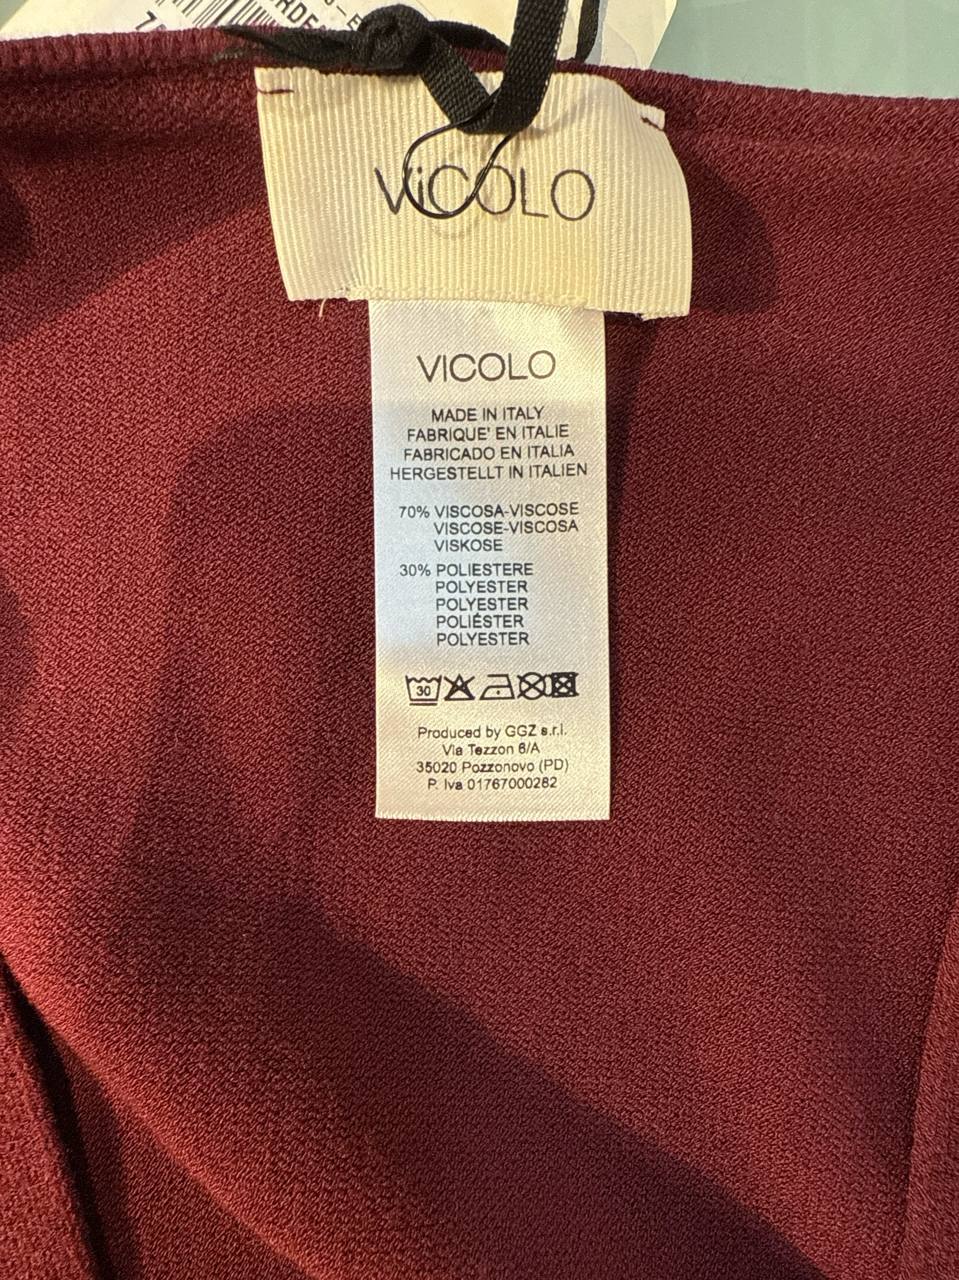 ViCOLO
VICOLO
MADE IN ITALY
FABRIQUE' EN ITALIE
FABRICADO EN ITALIA
HERGESTELLT IN ITALIEN
70% VISCOSA-VISCOSE
VISCOSE-VISCOSA
VISKOSE
30% POLIESTERE
POLYESTER
POLYESTER
POLIÉSTER
POLYESTER
30
Produced by GGZ s.r.l.
Via Tezzon 6/A
35020 Pozzonovo (PD)
P. Iva 01767000282